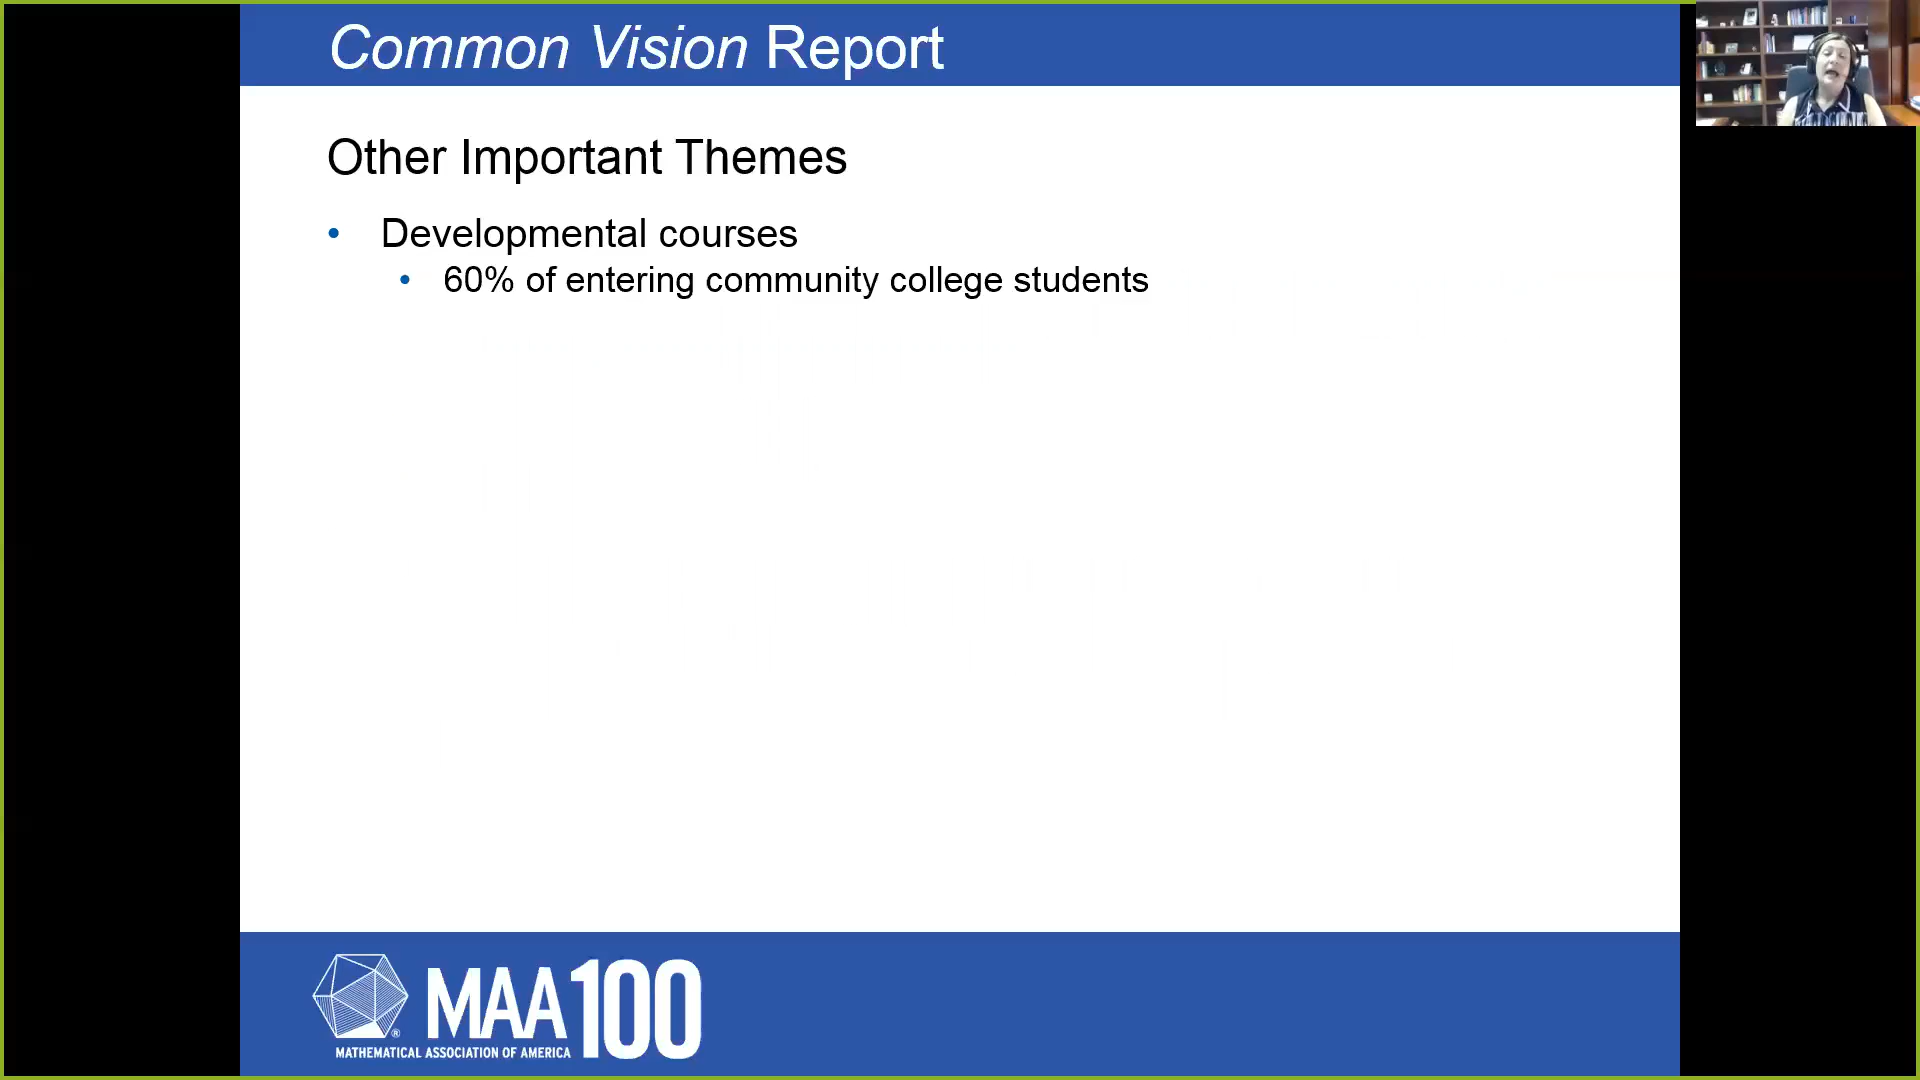 Common Vision Report
Other Important Themes
• Developmental courses
• 60% of entering community college students
MAA100
®
MATHEMATICAL ASSOCIATION OF AMERICA